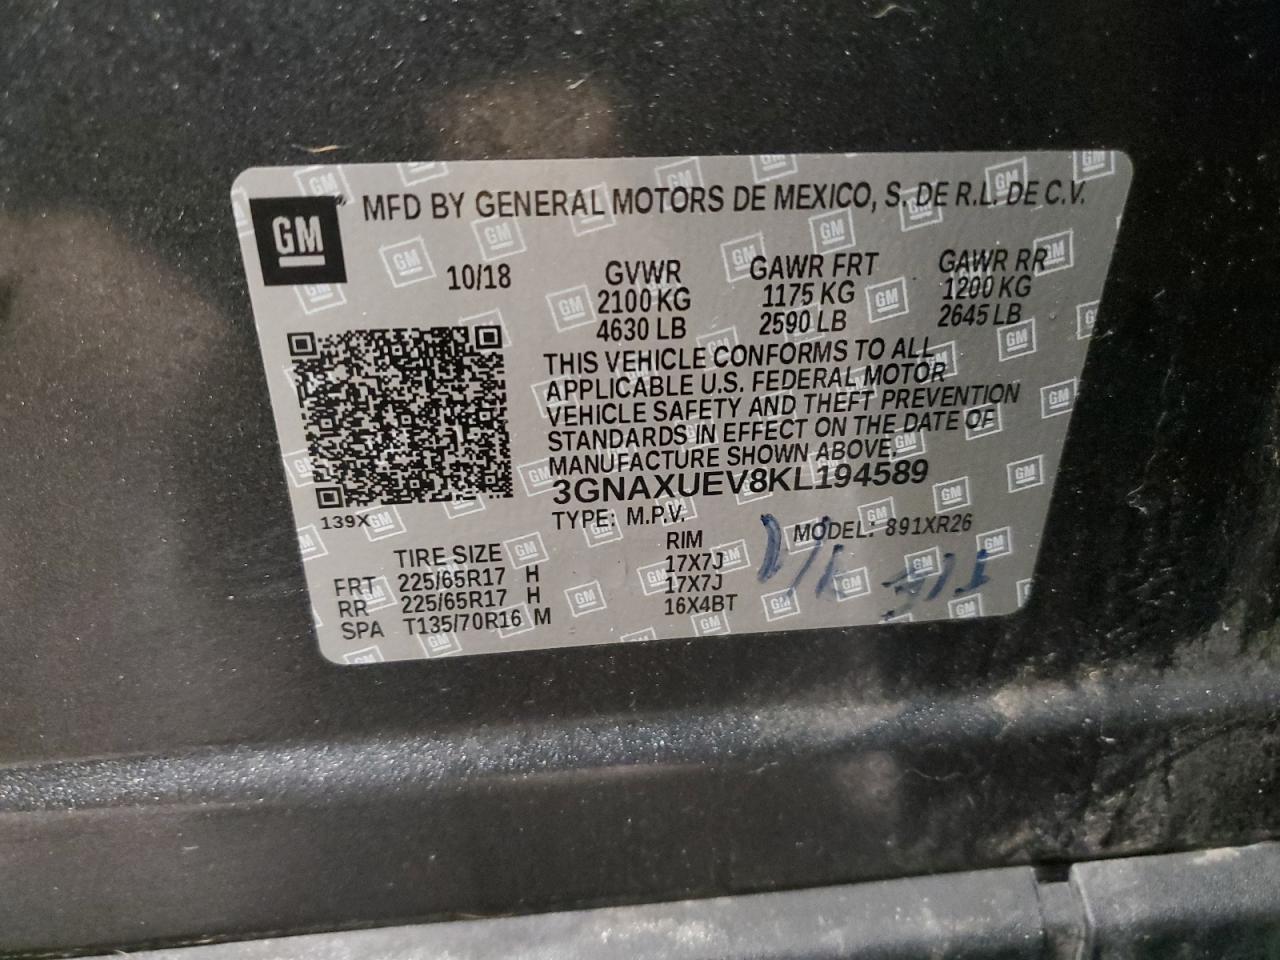 GM
MFD BY GENERAL MOTORS DE MEXICO, S. DE R.L. DE C.V.
10/18 GVWR GAWR FRT GAWR RR
2100 KG 1175 KG 1200 KG
4630 LB 2590 LB 2645 LB
THIS VEHICLE CONFORMS TO ALL
APPLICABLE U.S. FEDERAL MOTOR
VEHICLE SAFETY AND THEFT PREVENTION
STANDARDS IN EFFECT ON THE DATE OF
MANUFACTURE SHOWN ABOVE.
3GNAXUEV8KL194589
139X TYPE: M.P.V. MODEL: 891XR26
TIRE SIZE RIM
FRT 225/65R17 H 17X7J
RR 225/65R17 H 17X7J
SPA T135/70R16 M 16X4BT